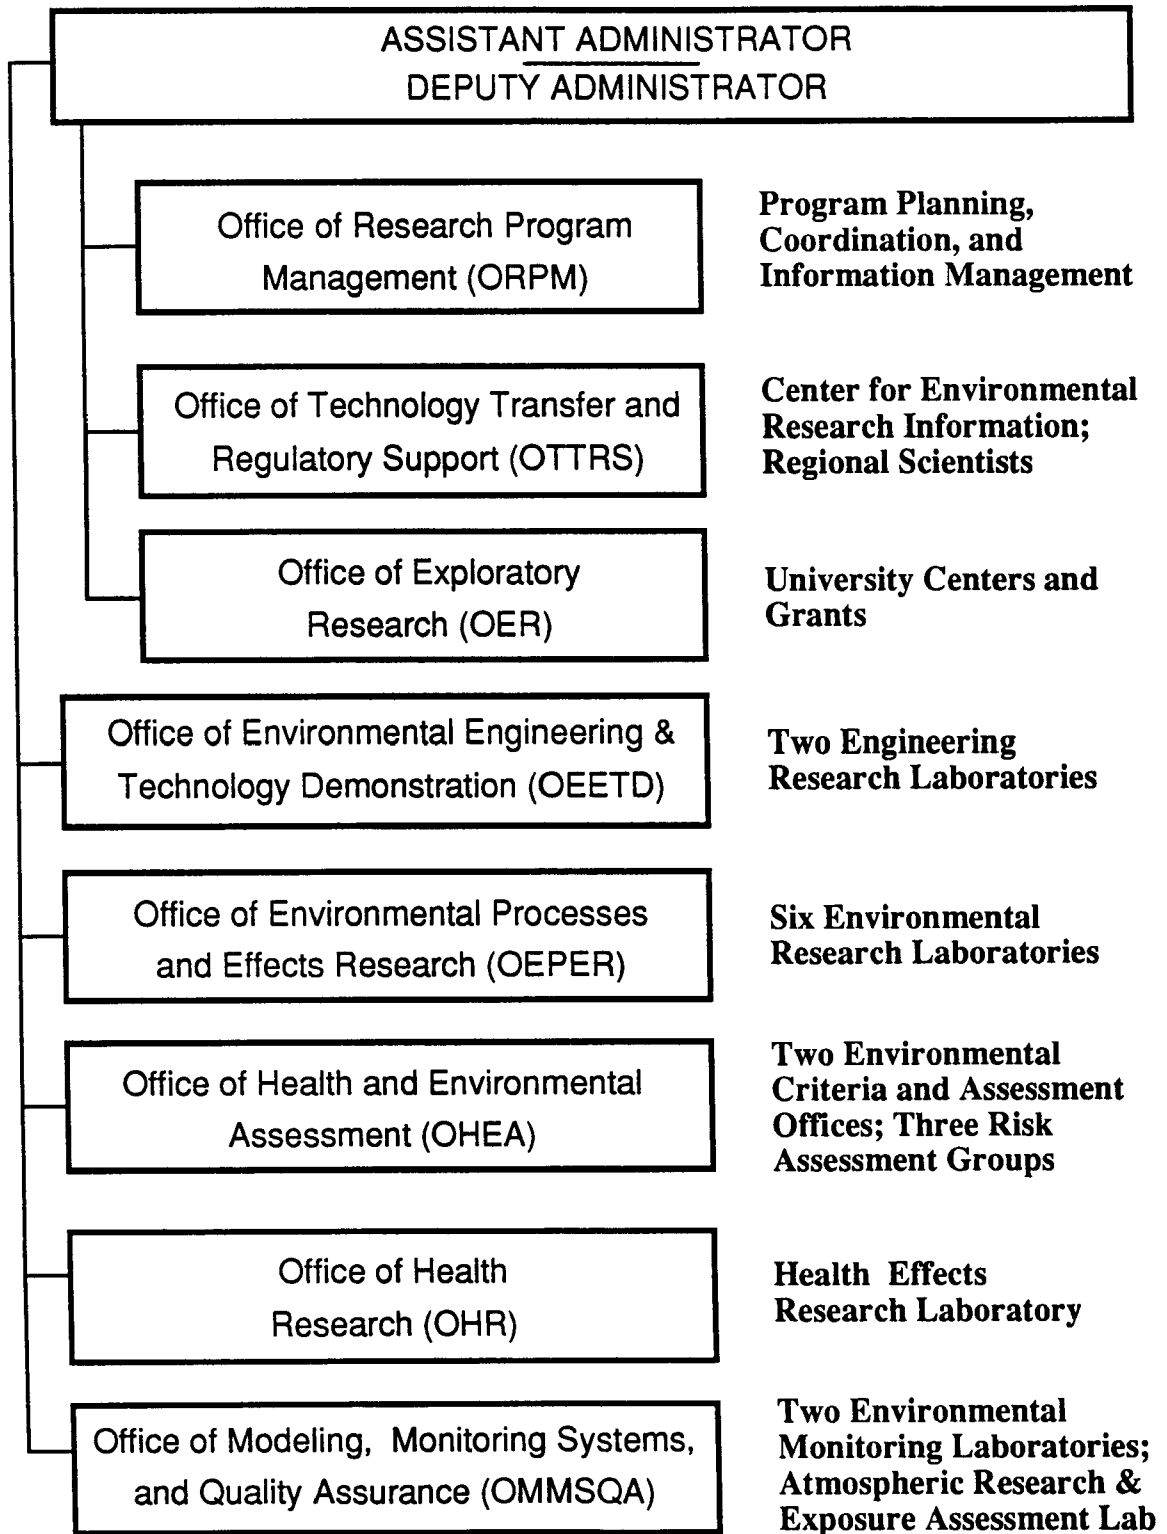 ASSISTANT ADMINISTRATOR
DEPUTY ADMINISTRATOR
Office of Research Program
Management (ORPM)
Program Planning,
Coordination, and
Information Management
Office of Technology Transfer and
Regulatory Support (OTTRS)
Center for Environmental
Research Information;
Regional Scientists
Office of Exploratory
Research (OER)
University Centers and
Grants
Office of Environmental Engineering &
Technology Demonstration (OEETD)
Two Engineering
Research Laboratories
Office of Environmental Processes
and Effects Research (OEPER)
Six Environmental
Research Laboratories
Office of Health and Environmental
Assessment (OHEA)
Two Environmental
Criteria and Assessment
Offices; Three Risk
Assessment Groups
Office of Health
Research (OHR)
Health Effects
Research Laboratory
Office of Modeling, Monitoring Systems,
and Quality Assurance (OMMSQA)
Two Environmental
Monitoring Laboratories;
Atmospheric Research &
Exposure Assessment Lab